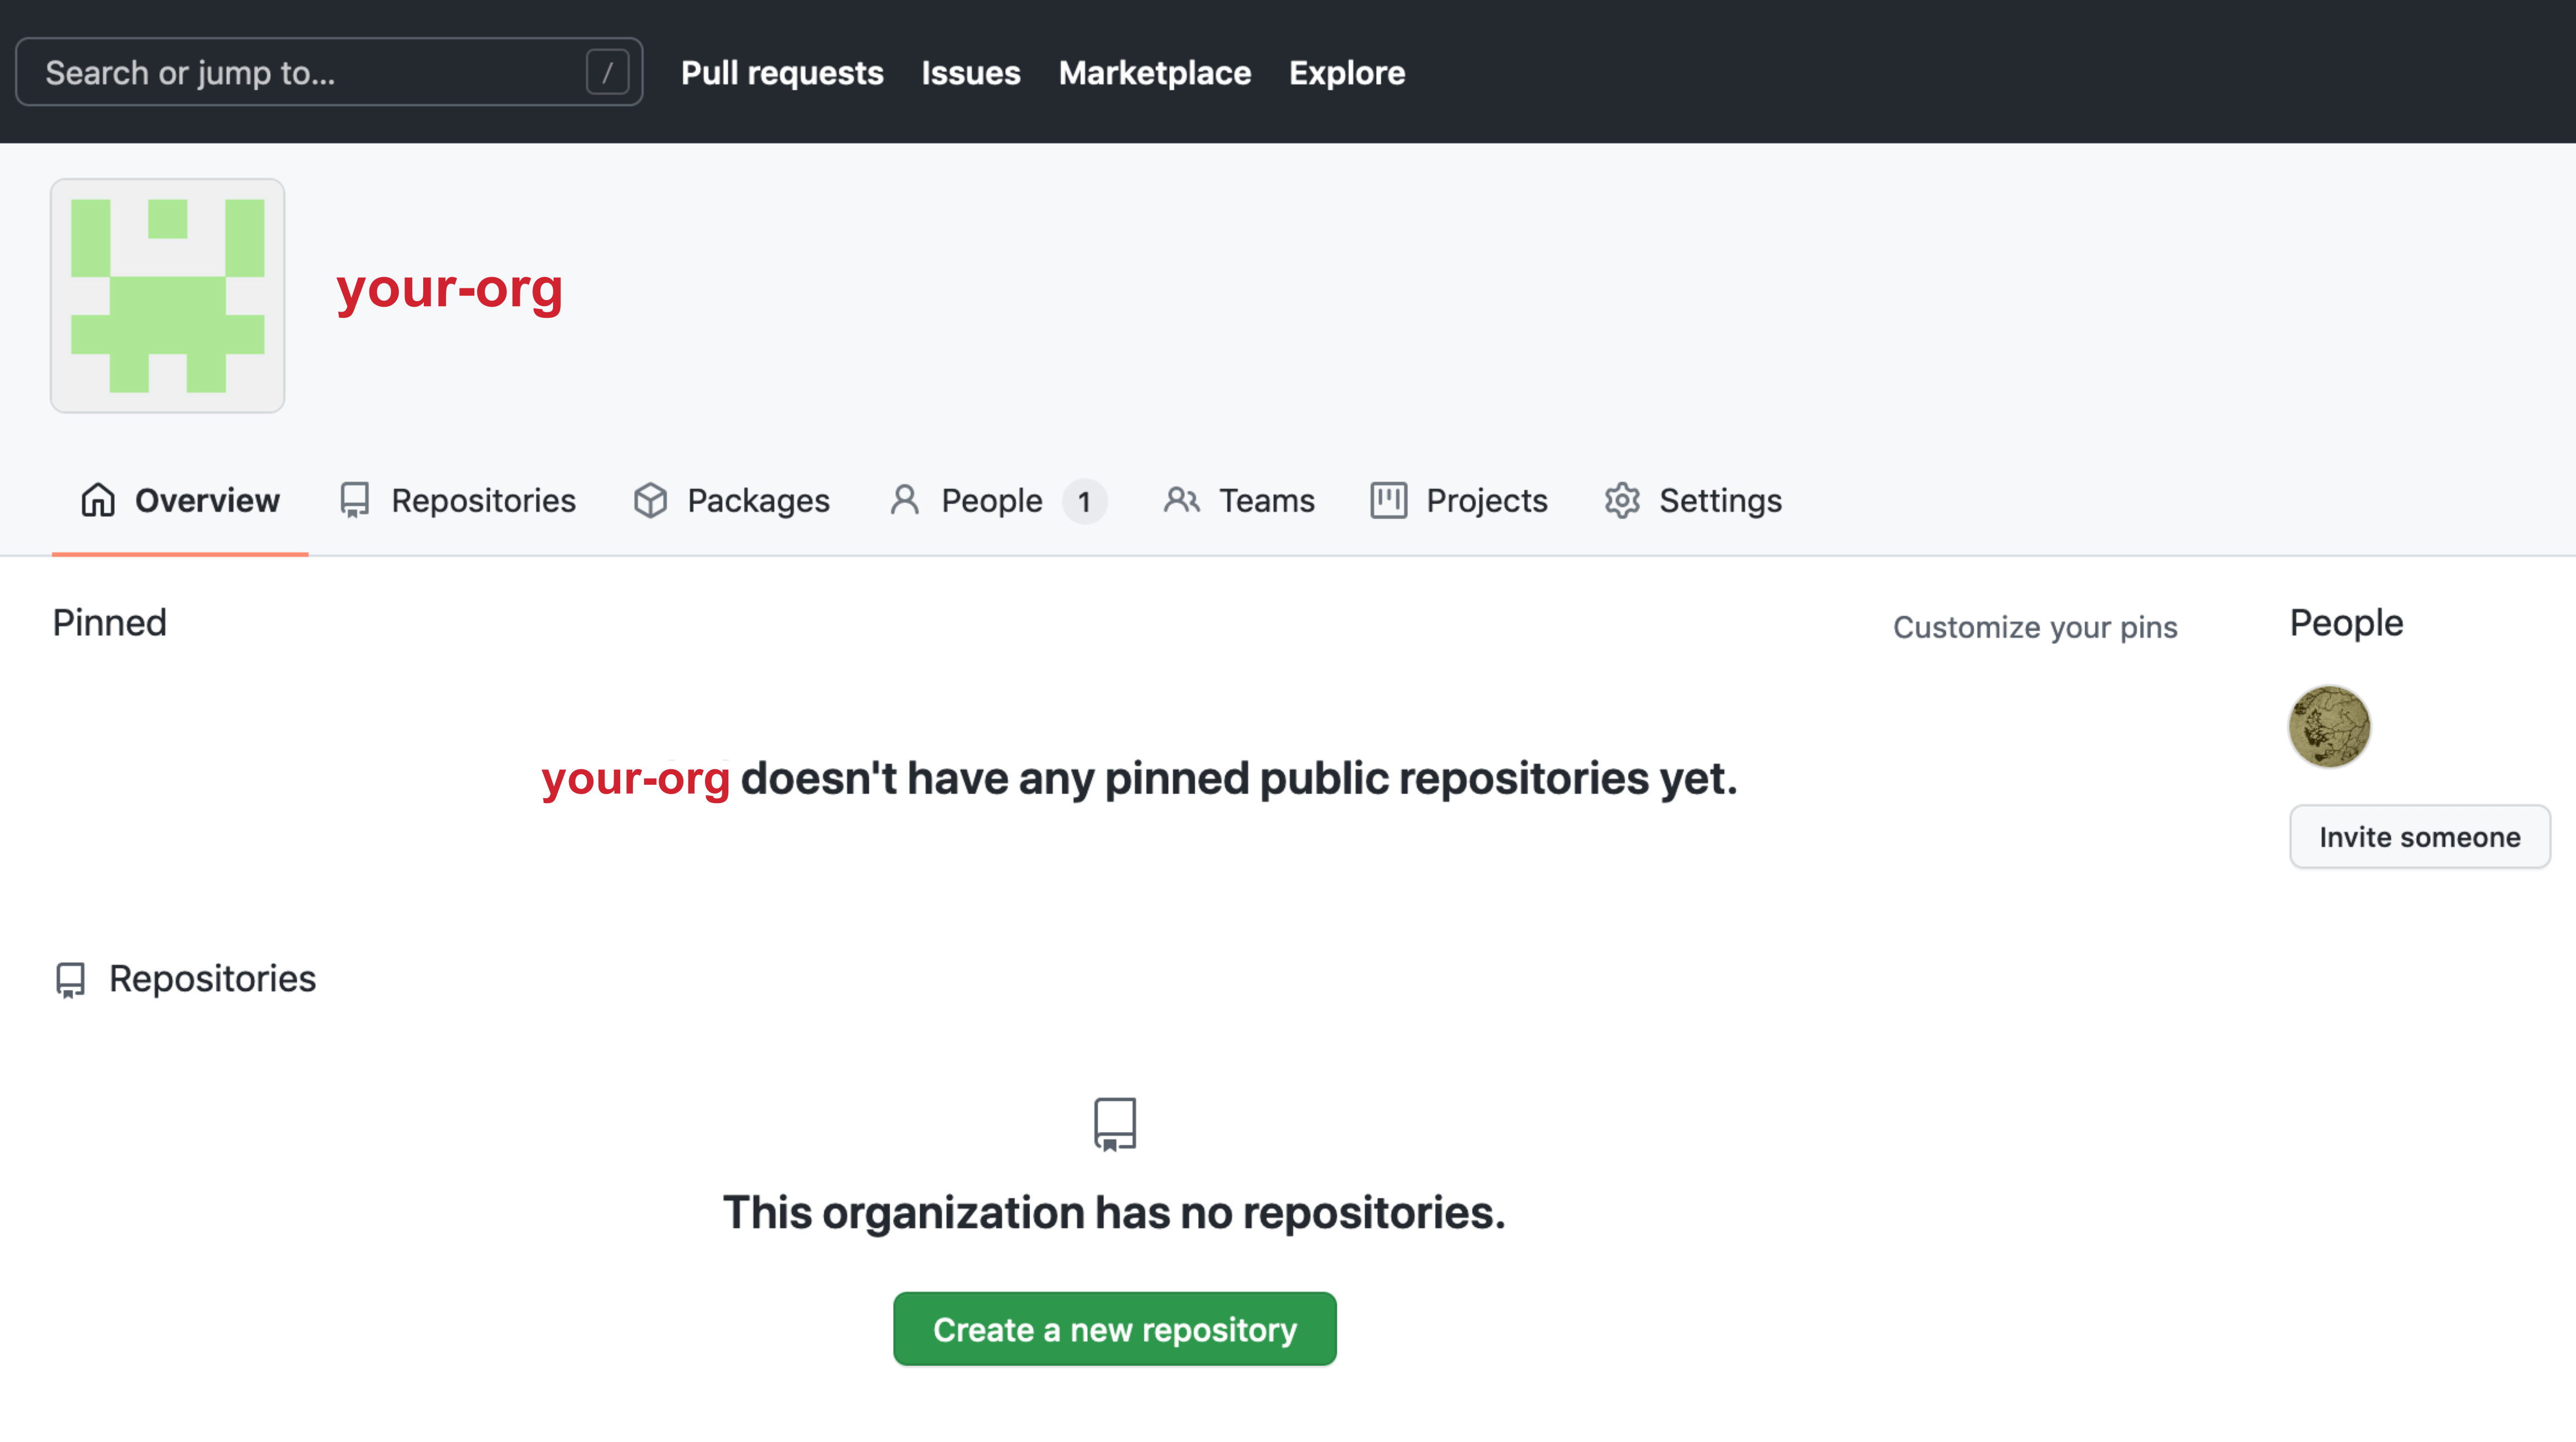 Search or jump to... /
Pull requests Issues Marketplace Explore
your-org
Overview Repositories Packages People 1 Teams Projects Settings
Pinned Customize your pins People
your-org doesn't have any pinned public repositories yet.
Invite someone
Repositories
This organization has no repositories.
Create a new repository